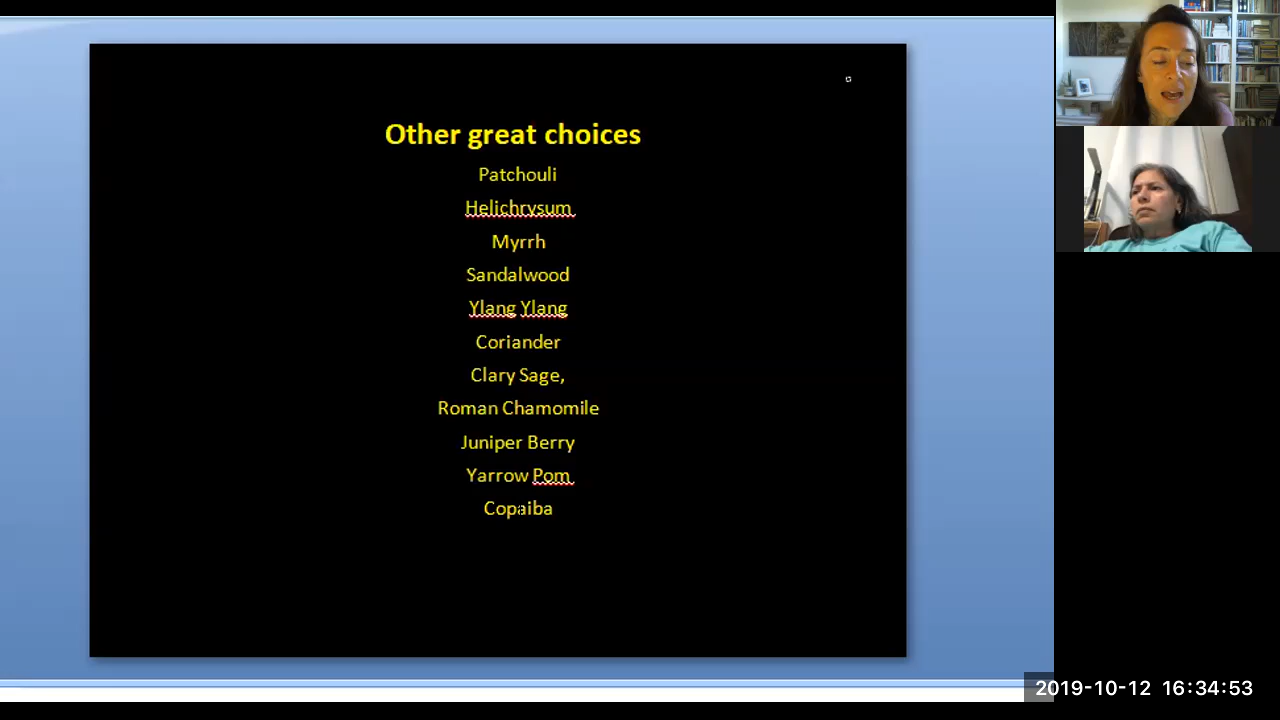 Other great choices
Patchouli
Helichrysum
Myrrh
Sandalwood
Ylang Ylang
Coriander
Clary Sage,
Roman Chamomile
Juniper Berry
Yarrow Pom
Copaiba
2019-10-12 16:34:53